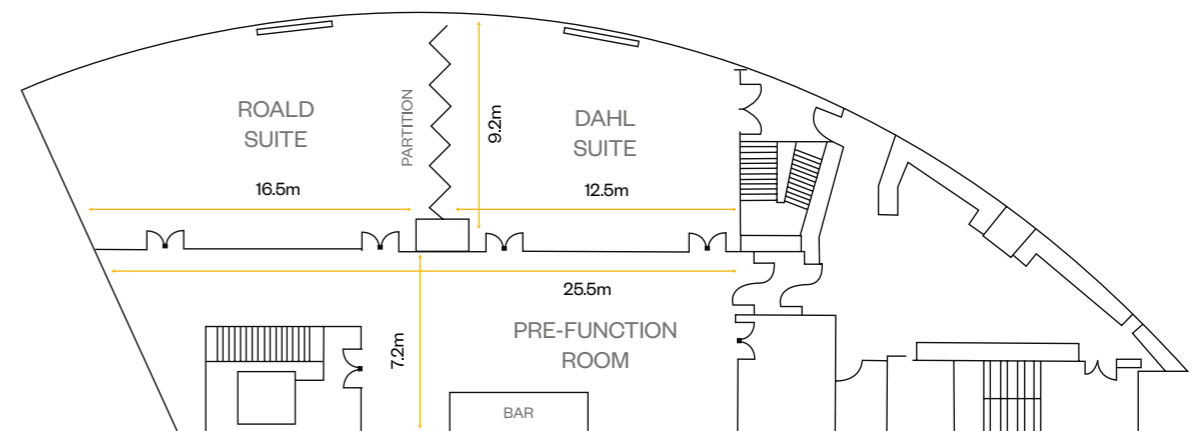 ROALD
SUITE
PARTITION
9.2m
DAHL
SUITE
16.5m
12.5m
25.5m
7.2m
PRE-FUNCTION
ROOM
BAR